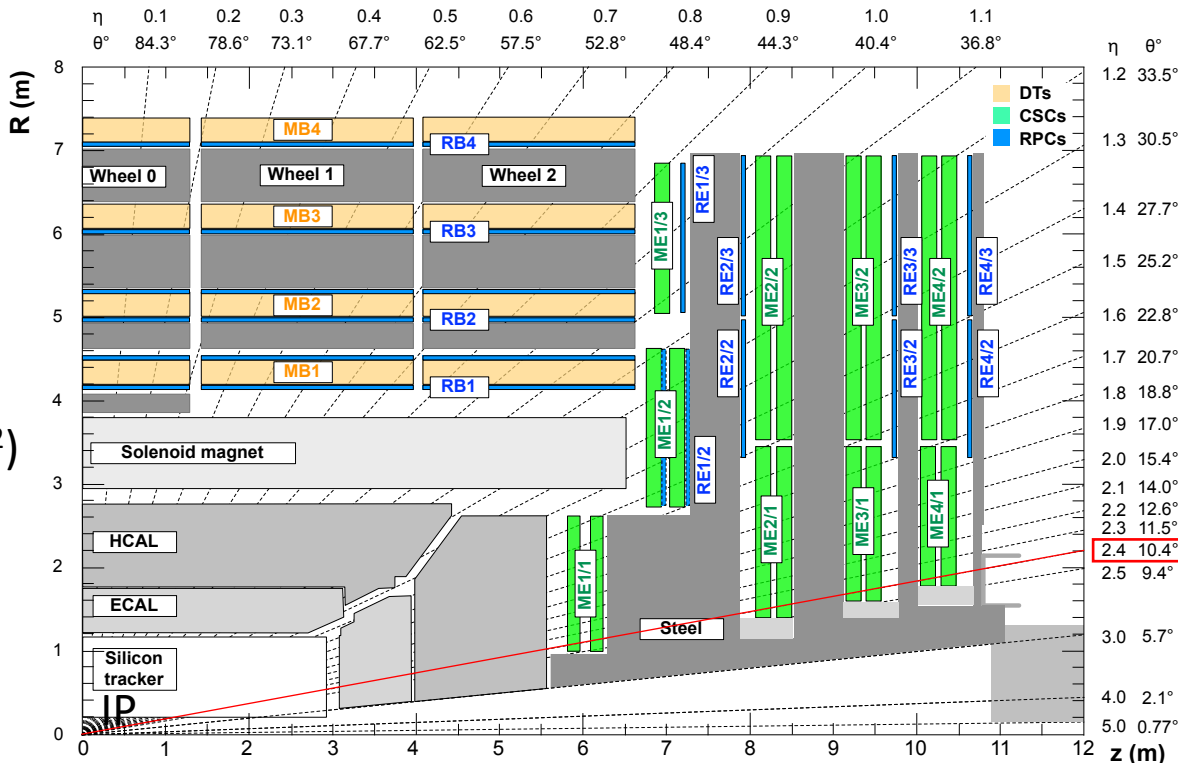 η 0.1 0.2 0.3 0.4 0.5 0.6 0.7 0.8 0.9 1.0 1.1
θ° 84.3° 78.6° 73.1° 67.7° 62.5° 57.5° 52.8° 48.4° 44.3° 40.4° 36.8° η θ°
R (m)
8
7
6
5
4
3
2
1
0
1.2 33.5°
1.3 30.5°
1.4 27.7°
1.5 25.2°
1.6 22.8°
1.7 20.7°
1.8 18.8°
1.9 17.0°
2.0 15.4°
2.1 14.0°
2.2 12.6°
2.3 11.5°
2.4 10.4°
2.5 9.4°
3.0 5.7°
4.0 2.1°
5.0 0.77°
DTs
CSCs
RPCs
MB4
RB4
Wheel 0
Wheel 1
Wheel 2
MB3
RB3
MB2
RB2
MB1
RB1
2)
Solenoid magnet
HCAL
ECAL
Silicon
tracker
IP
Steel
ME1/3
RE1/3
ME1/2
RE1/2
ME1/1
RE2/3
RE2/2
ME2/2
ME2/1
ME3/2
ME3/1
RE3/3
RE3/2
ME4/2
ME4/1
RE4/3
RE4/2
0 1 2 3 4 5 6 7 8 9 10 11 12
z (m)